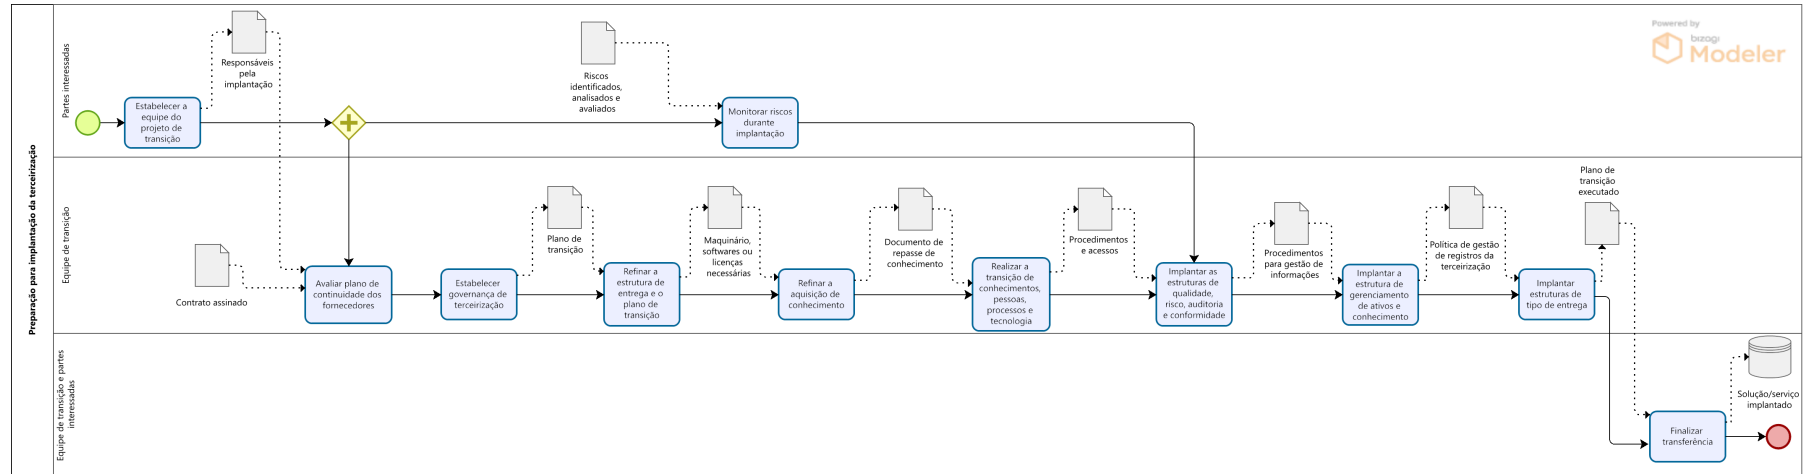 Preparação para implantação da terceirização
Partes interessadas
Estabelecer a
equipe do
projeto de
transição
Responsáveis
pela
implantação
Riscos
identificados,
analisados e
avaliados
Monitorar riscos
durante
implantação
Powered by
bizagi
Modeler
Equipe de transição
Contrato assinado
Avaliar plano de
continuidade dos
fornecedores
Estabelecer
governança de
terceirização
Plano de
transição
Refinar a
estrutura de
entrega e o
plano de
transição
Maquinário,
softwares ou
licenças
necessárias
Refinar a
aquisição de
conhecimento
Documento de
repasse de
conhecimento
Realizar a
transição de
conhecimentos,
pessoas,
processos e
tecnologia
Procedimentos
e acessos
Implantar as
estruturas de
qualidade,
risco, auditoria
e conformidade
Procedimentos
para gestão de
informações
Implantar a
estrutura de
gerenciamento
de ativos e
conhecimento
Política de gestão
de registros da
terceirização
Implantar
estruturas de
tipo de entrega
Plano de
transição
executado
Equipe de transição e partes
interessadas
Finalizar
transferência
Solução/serviço
implantado